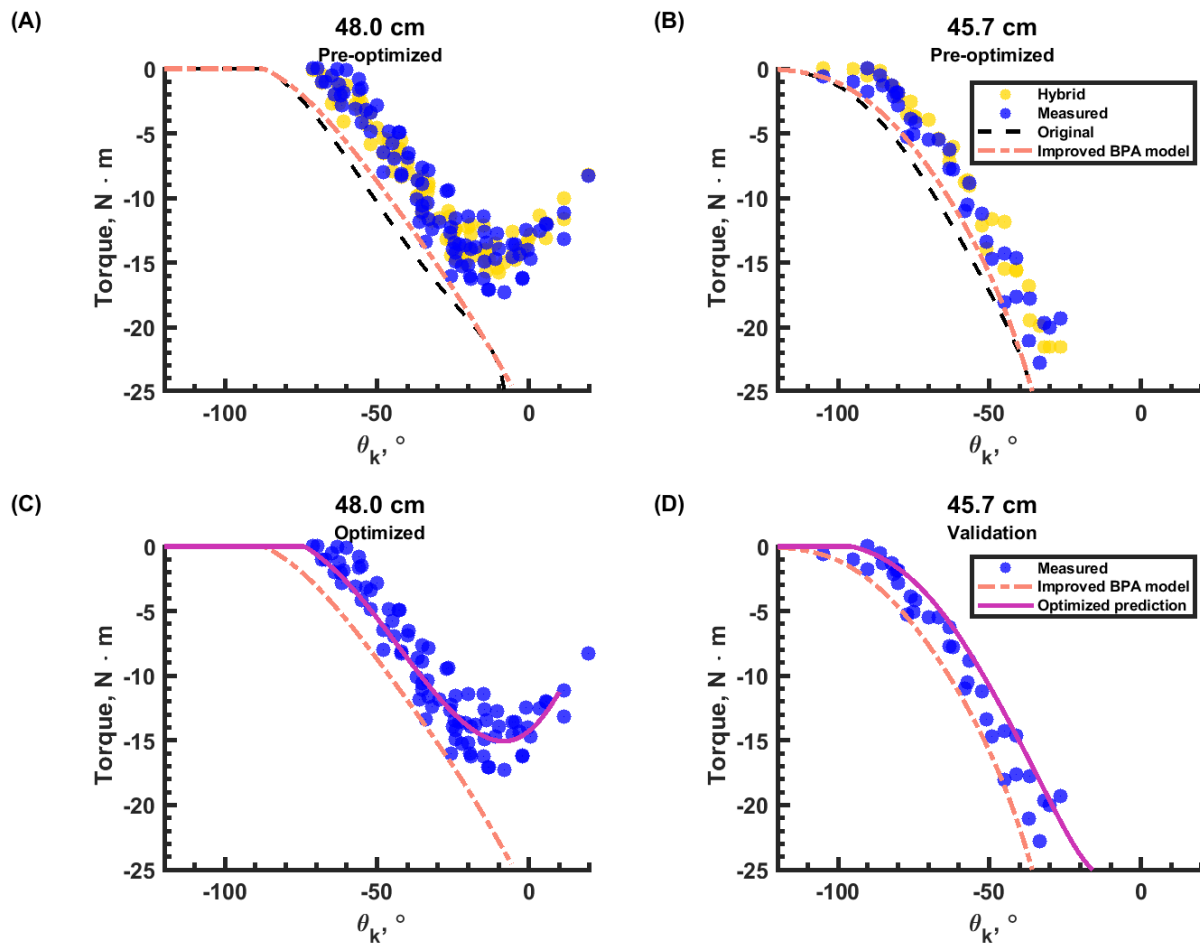 (A)
48.0 cm
Pre-optimized
0
-5
-10
-15
-20
-25
Torque, N · m
-100
-50
0
θk, °
(B)
45.7 cm
Pre-optimized
0
-5
-10
-15
-20
-25
Torque, N · m
-100
-50
0
θk, °
Hybrid
Measured
Original
Improved BPA model
(C)
48.0 cm
Optimized
0
-5
-10
-15
-20
-25
Torque, N · m
-100
-50
0
θk, °
(D)
45.7 cm
Validation
0
-5
-10
-15
-20
-25
Torque, N · m
-100
-50
0
θk, °
Measured
Improved BPA model
Optimized prediction